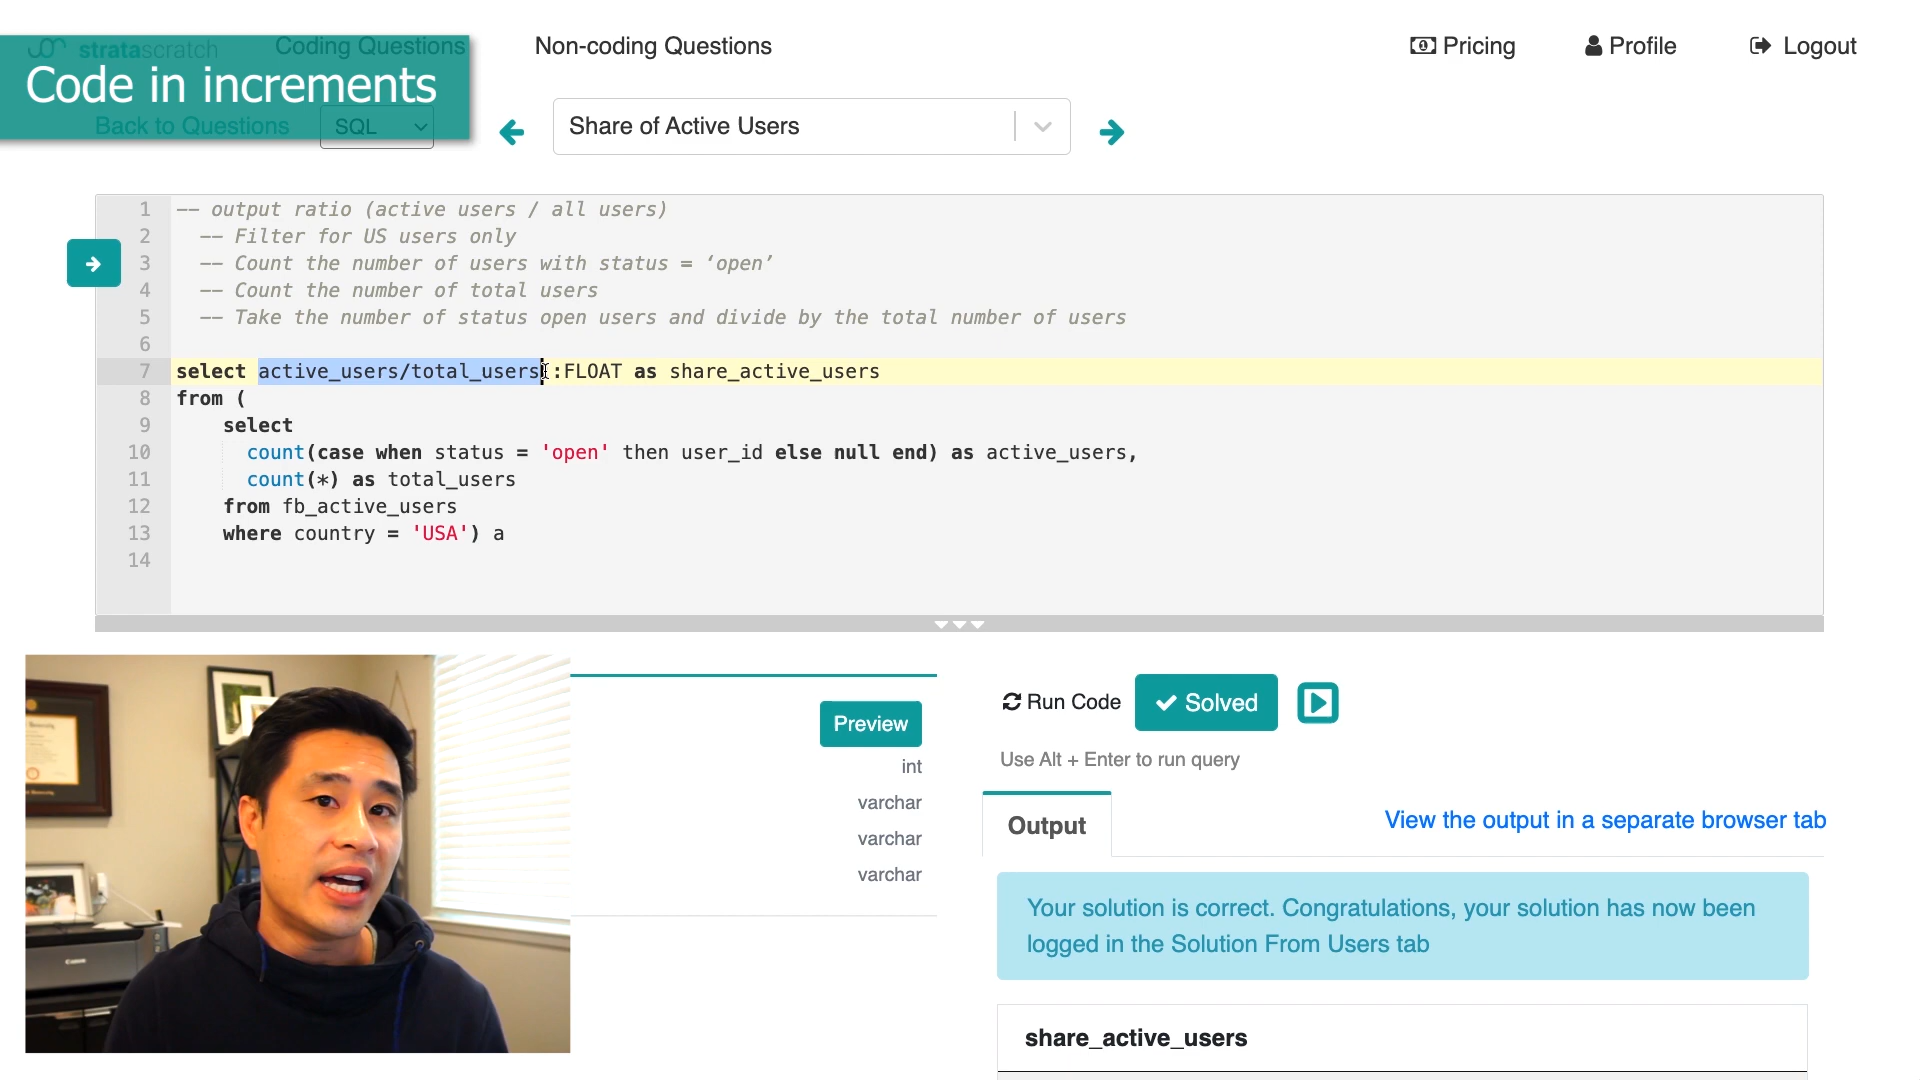 stratascratch
Coding Questions
Non-coding Questions
Pricing
Profile
Logout
Code in increments
Back to Questions
SQL
Share of Active Users
1 -- output ratio (active users / all users)
2 -- Filter for US users only
3 -- Count the number of users with status = ‘open’
4 -- Count the number of total users
5 -- Take the number of status open users and divide by the total number of users
6
7 select active_users/total_users::FLOAT as share_active_users
8 from (
9 select
10 count(case when status = 'open' then user_id else null end) as active_users,
11 count(*) as total_users
12 from fb_active_users
13 where country = 'USA') a
14
Preview
int
varchar
varchar
varchar
Run Code
Solved
Use Alt + Enter to run query
Output
View the output in a separate browser tab
Your solution is correct. Congratulations, your solution has now been
logged in the Solution From Users tab
share_active_users
Canon